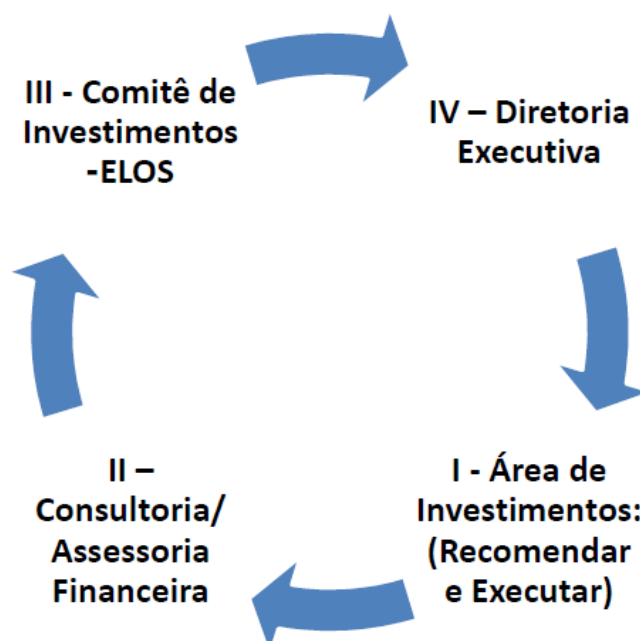 III - Comitê de
Investimentos
-ELOS
IV – Diretoria
Executiva
II –
Consultoria/
Assessoria
Financeira
I - Área de
Investimentos:
(Recomendar
e Executar)